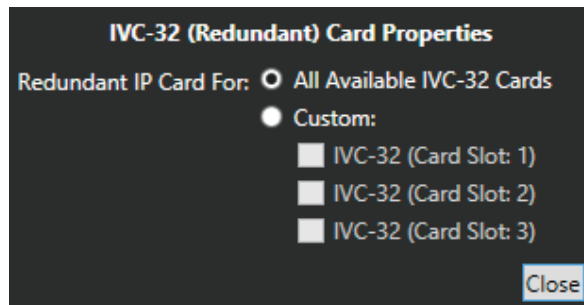 IVC-32 (Redundant) Card Properties
Redundant IP Card For: All Available IVC-32 Cards
Custom:
IVC-32 (Card Slot: 1)
IVC-32 (Card Slot: 2)
IVC-32 (Card Slot: 3)
Close